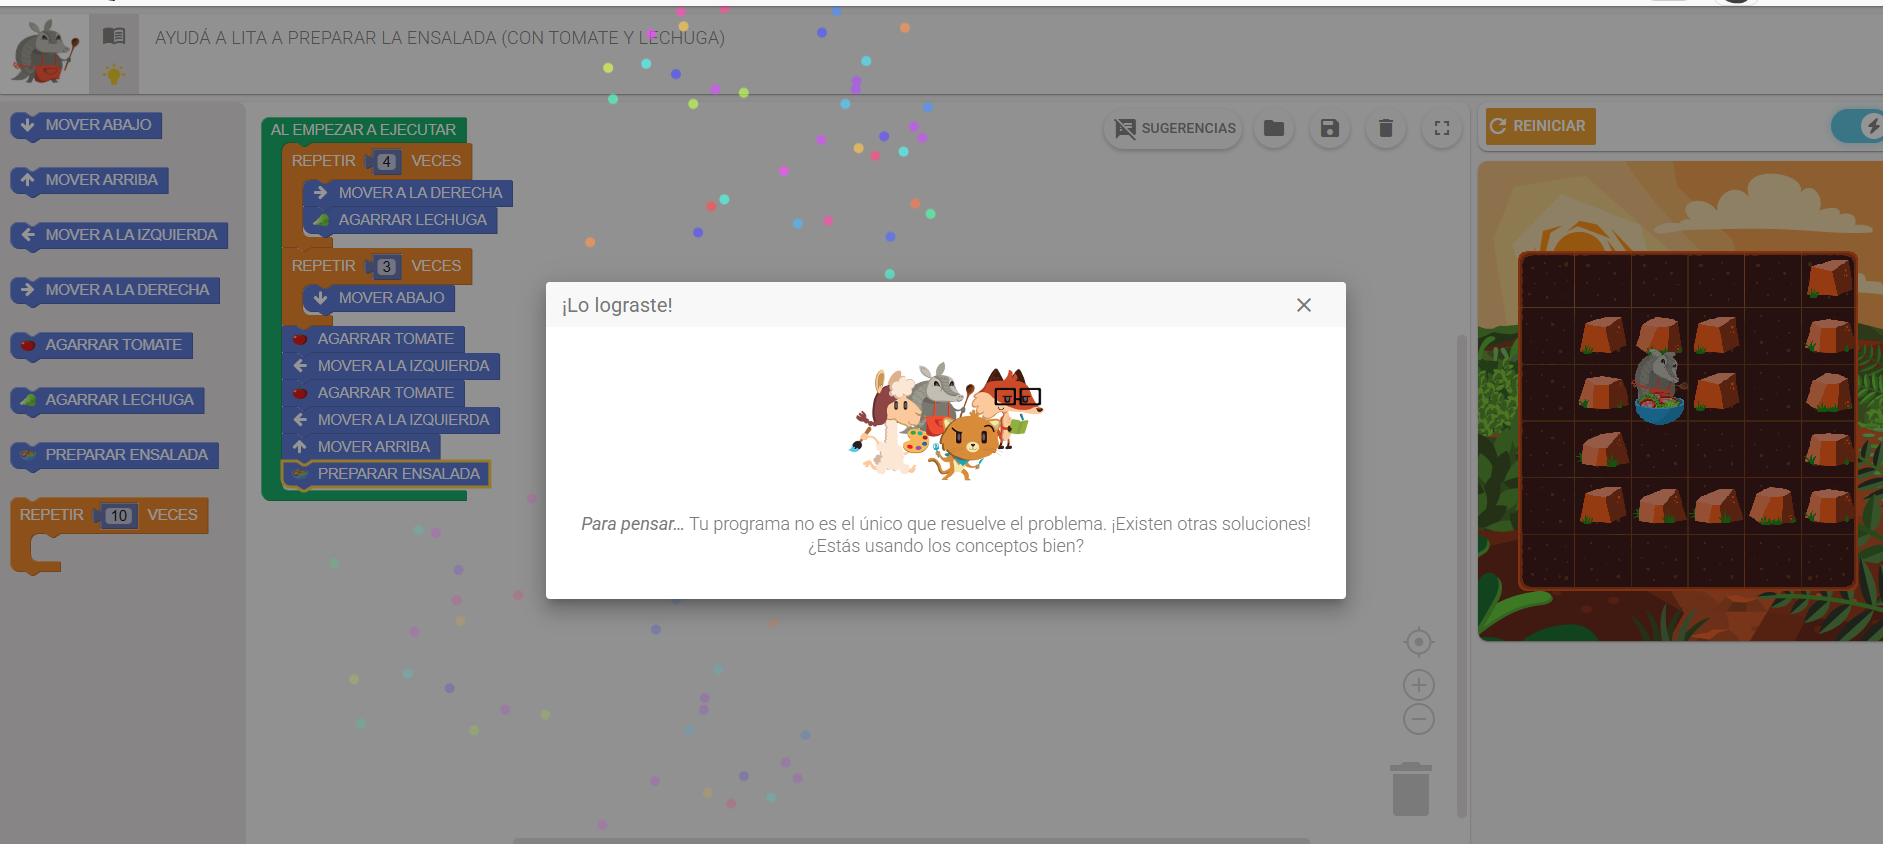 AYUDÁ A LITA A PREPARAR LA ENSALADA (CON TOMATE Y LECHUGA)
MOVER ABAJO
MOVER ARRIBA
MOVER A LA IZQUIERDA
MOVER A LA DERECHA
AGARRAR TOMATE
AGARRAR LECHUGA
PREPARAR ENSALADA
REPETIR 10 VECES
AL EMPEZAR A EJECUTAR
REPETIR 4 VECES
MOVER A LA DERECHA
AGARRAR LECHUGA
REPETIR 3 VECES
MOVER ABAJO
AGARRAR TOMATE
MOVER A LA IZQUIERDA
AGARRAR TOMATE
MOVER A LA IZQUIERDA
MOVER ARRIBA
PREPARAR ENSALADA
SUGERENCIAS
REINICIAR
¡Lo lograste!
Para pensar... Tu programa no es el único que resuelve el problema. ¡Existen otras soluciones!
¿Estás usando los conceptos bien?